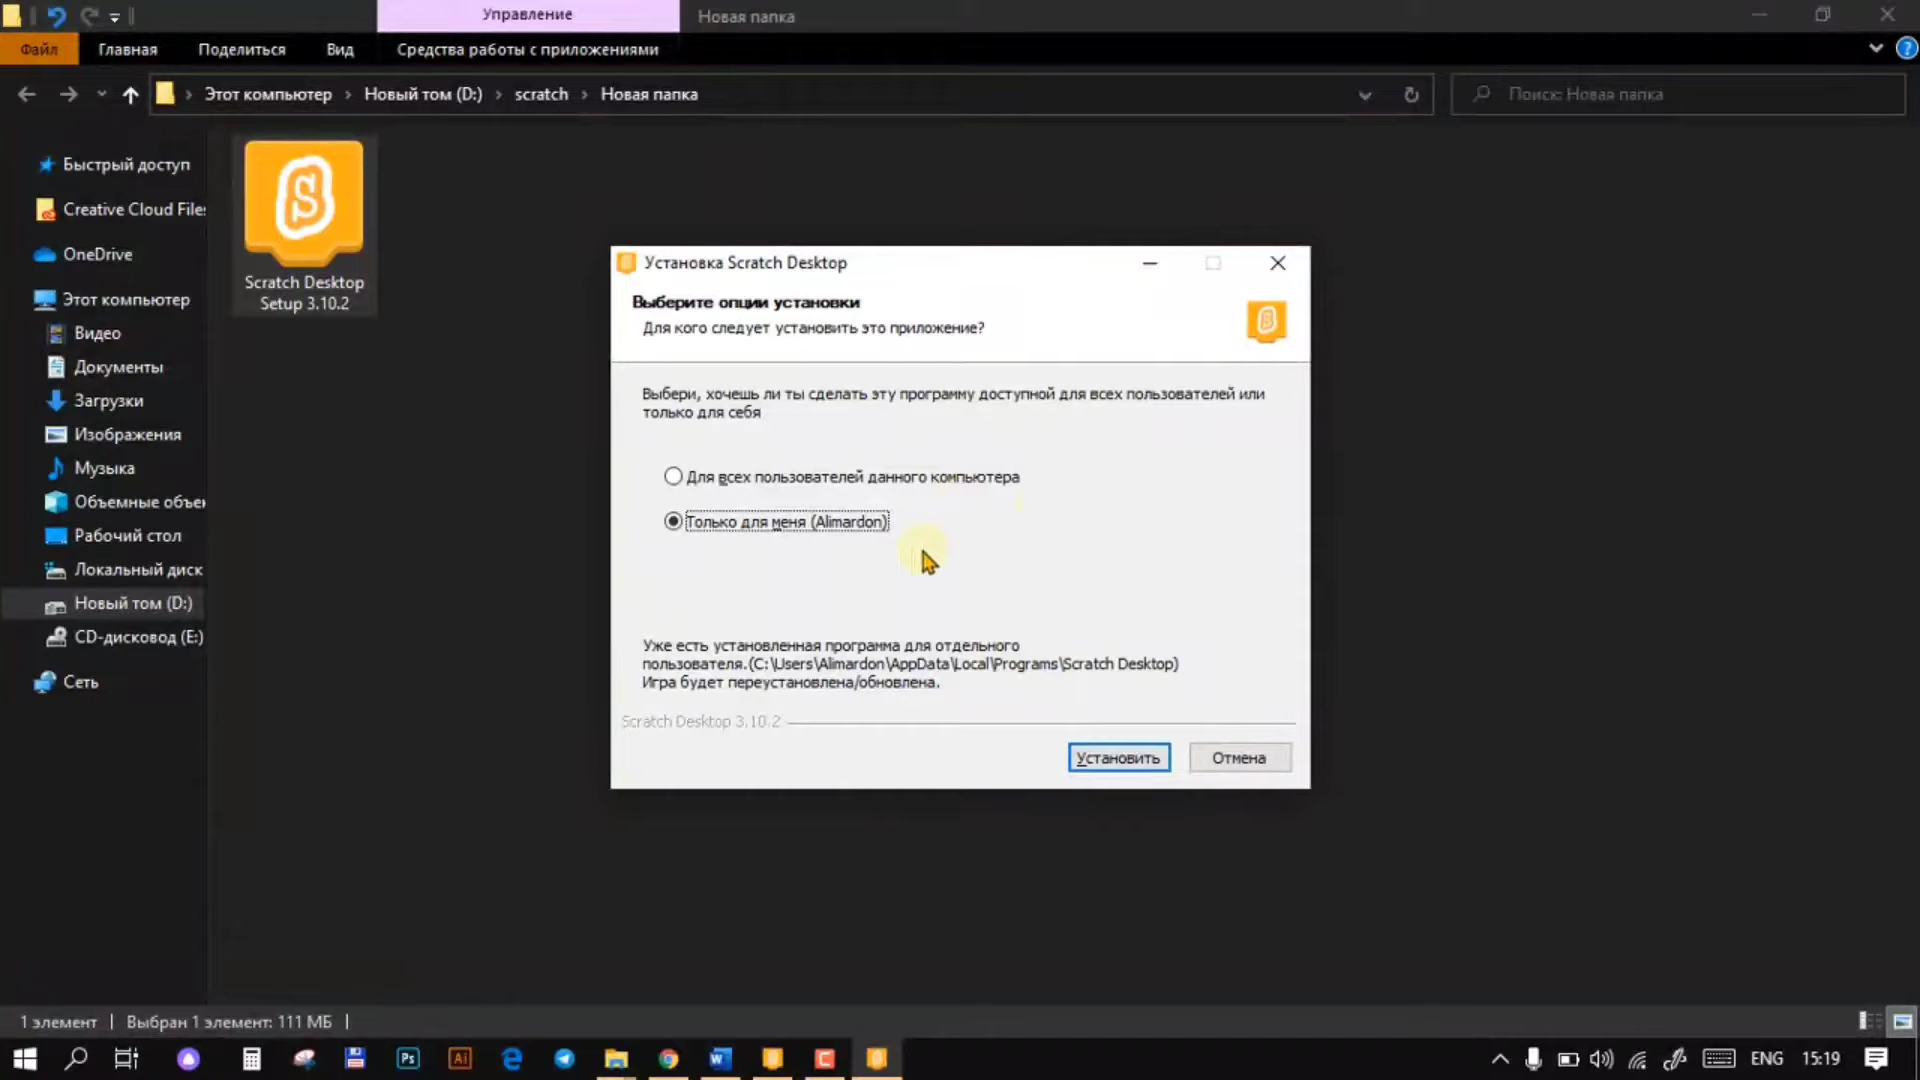 Управление
Новая папка
Файл
Главная
Поделиться
Вид
Средства работы с приложениями
Этот компьютер
Новый том (D:)
scratch
Новая папка
Поиск: Новая папка
Быстрый доступ
Creative Cloud Files
OneDrive
Этот компьютер
Видео
Документы
Загрузки
Изображения
Музыка
Объемные объек
Рабочий стол
Локальный диск
Новый том (D:)
CD-дисковод (E:)
Сеть
Scratch Desktop
Setup 3.10.2
Установка Scratch Desktop
Выберите опции установки
Для кого следует установить это приложение?
Выбери, хочешь ли ты сделать эту программу доступной для всех пользователей или
только для себя
Для всех пользователей данного компьютера
Только для меня (Alimardon)
Уже есть установленная программа для отдельного
пользователя.(C:\Users\Alimardon\AppData\Local\Programs\Scratch Desktop)
Игра будет переустановлена/обновлена.
Scratch Desktop 3.10.2
Установить
Отмена
1 элемент
Выбран 1 элемент: 111 МБ
Ps
Ai
ENG
15:19